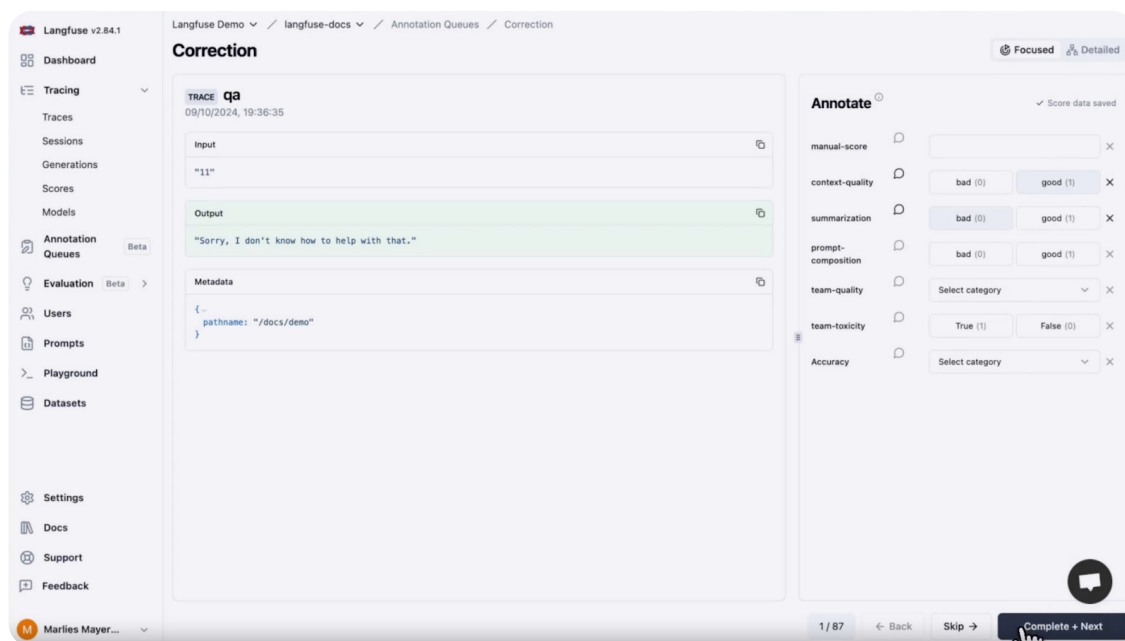 Langfuse v2.84.1
Dashboard
Tracing
Traces
Sessions
Generations
Scores
Models
Annotation
Queues
Beta
Evaluation Beta
Users
Prompts
Playground
Datasets
Settings
Docs
Support
Feedback
M Marlies Mayer...
Langfuse Demo / langfuse-docs / Annotation Queues / Correction
Correction
Focused Detailed
TRACE qa
09/10/2024, 19:36:35
Input
"11"
Output
"Sorry, I don't know how to help with that."
Metadata
{
pathname: "/docs/demo"
}
Annotate
Score data saved
manual-score
context-quality bad (0) good (1)
summarization bad (0) good (1)
prompt-
composition
bad (0) good (1)
team-quality Select category
team-toxicity True (1) False (0)
Accuracy Select category
1 / 87 ← Back Skip → Complete + Next